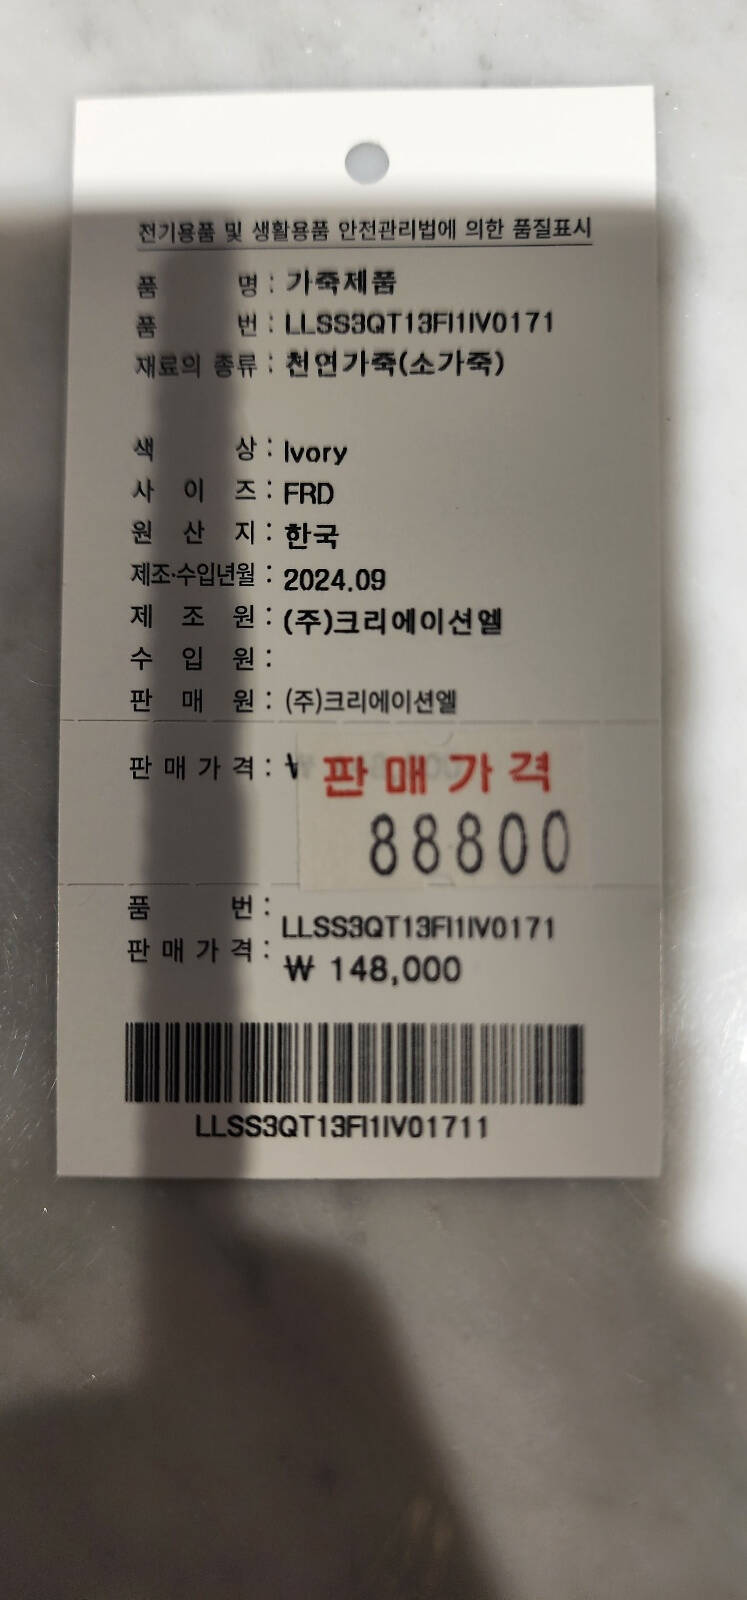 전기용품 및 생활용품 안전관리법에 의한 품질표시
품 명 : 가죽제품
품 번 : LLSS3QT13FI1IV0171
재료의 종류 : 천연가죽(소가죽)
색 상 : Ivory
사 이 즈 : FRD
원 산 지 : 한국
제조·수입년월 : 2024.09
제 조 원 : (주)크리에이션엘
수 입 원 :
판 매 원 : (주)크리에이션엘
판 매 가 격 : ₩ 판매가격
88800
품 번 : LLSS3QT13FI1IV0171
판 매 가 격 : ₩ 148,000
LLSS3QT13FI1IV01711